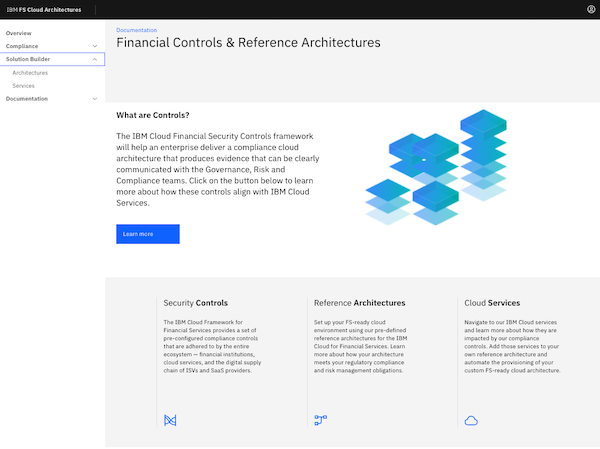 IBM FS Cloud Architectures
Overview
Compliance
Solution Builder
Architectures
Services
Documentation
Documentation
Financial Controls & Reference Architectures
What are Controls?
The IBM Cloud Financial Security Controls framework
will help an enterprise deliver a compliance cloud
architecture that produces evidence that can be clearly
communicated with the Governance, Risk and
Compliance teams. Click on the button below to learn
more about how these controls align with IBM Cloud
Services.
Learn more
Security Controls
The IBM Cloud Framework for
Financial Services provides a set of
pre-configured compliance controls
that are adhered to by the entire
ecosystem — financial institutions,
cloud services, and the digital supply
chain of ISVs and SaaS providers.
Reference Architectures
Set up your FS-ready cloud
environment using our pre-defined
reference architectures for the IBM
Cloud for Financial Services. Learn
more about how your architecture
meets your regulatory compliance
and risk management obligations.
Cloud Services
Navigate to our IBM Cloud services
and learn more about how they are
impacted by our compliance
controls. Add those services to your
own reference architecture and
automate the provisioning of your
custom FS-ready cloud architecture.